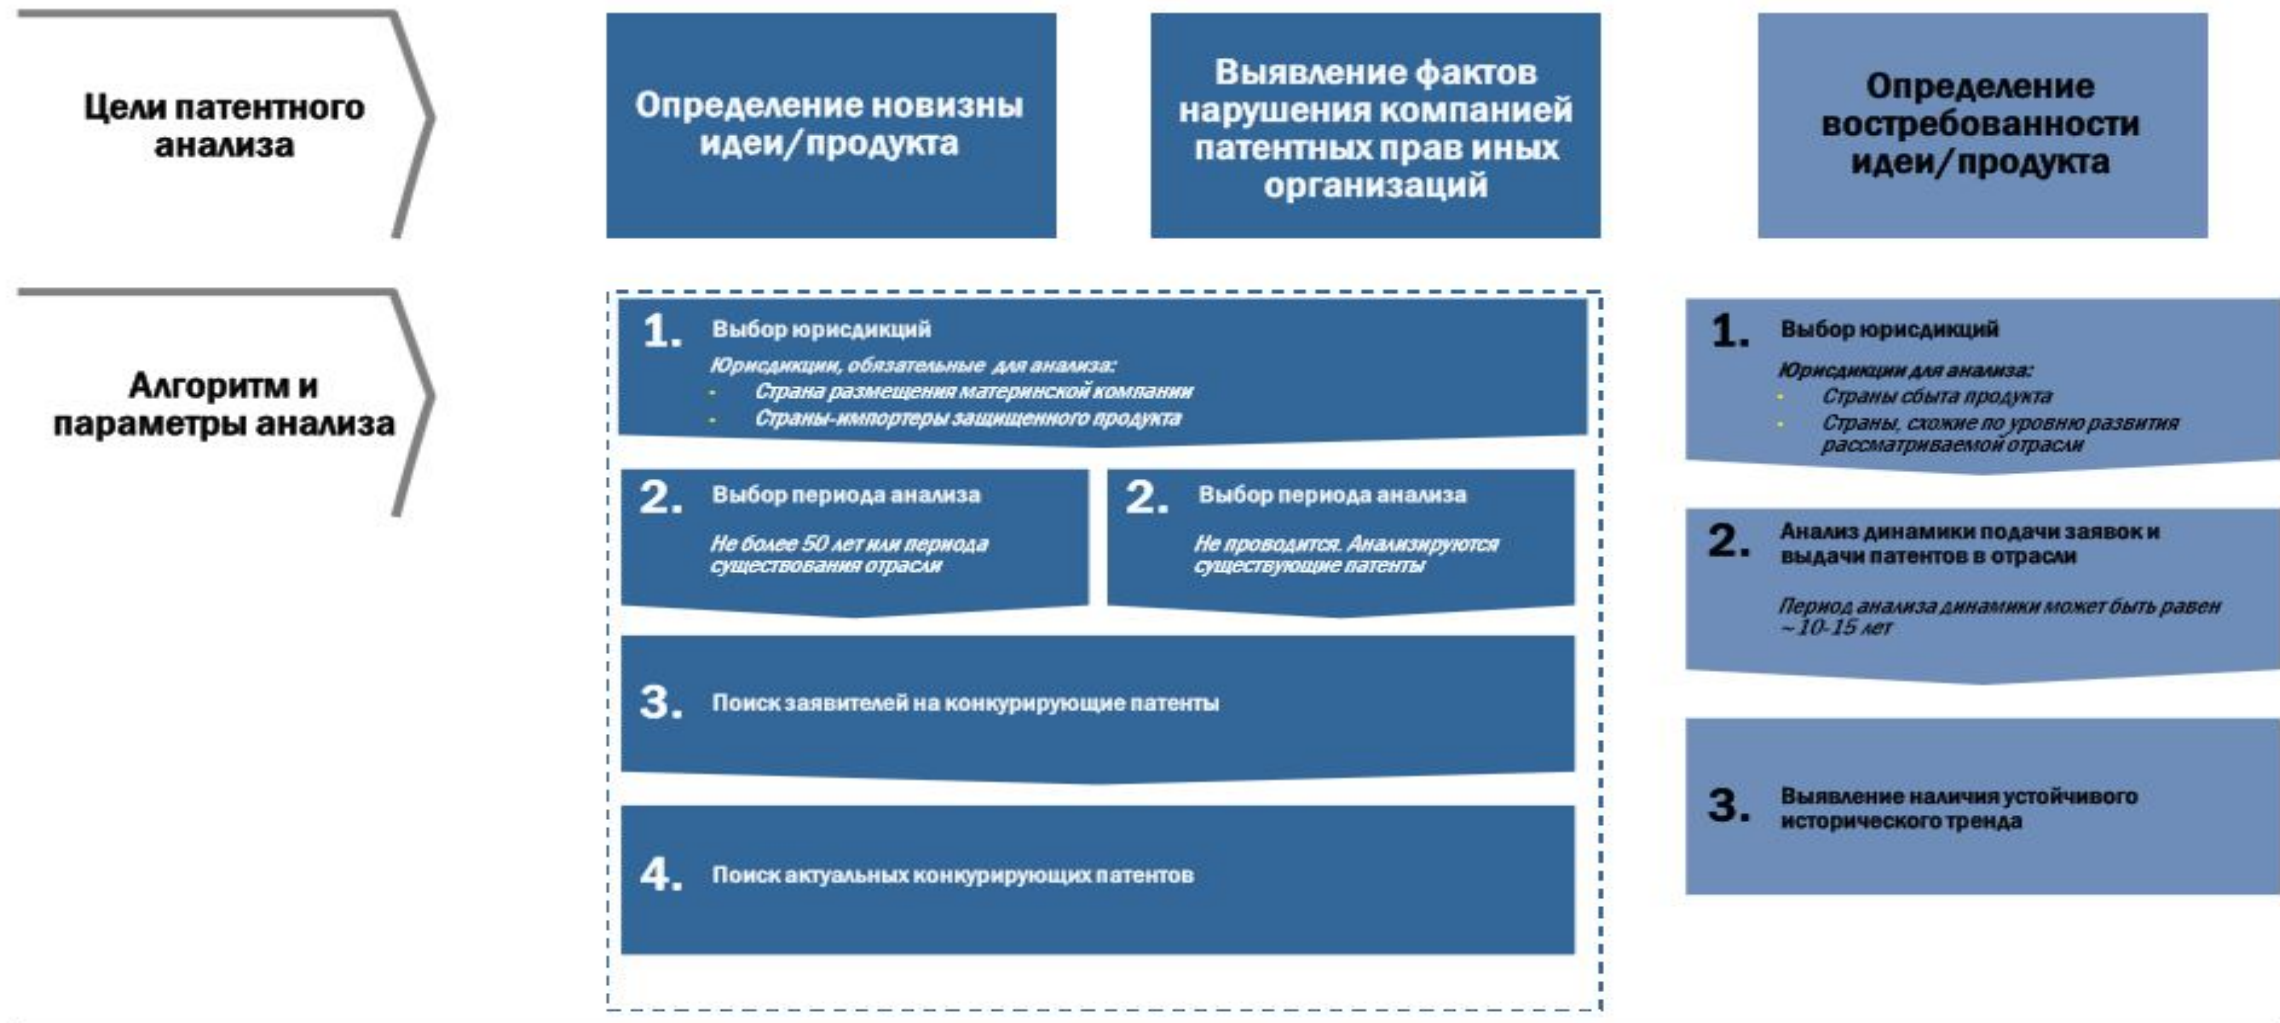 Цели патентного
анализа
Определение новизны
идеи/продукта
Выявление фактов
нарушения компанией
патентных прав иных
организаций
Определение
востребованности
идеи/продукта
Алгоритм и
параметры анализа
1. Выбор юрисдикций
Юрисдикции, обязательные для анализа:
- Страна размещения материнской компании
- Страны-импортеры защищенного продукта
2. Выбор периода анализа
Не более 50 лет или периода
существования отрасли
2. Выбор периода анализа
Не проводится. Анализируются
существующие патенты
3. Поиск заявителей на конкурирующие патенты
4. Поиск актуальных конкурирующих патентов
1. Выбор юрисдикций
Юрисдикции для анализа:
- Страны сбыта продукта
- Страны, схожие по уровню развития
рассматриваемой отрасли
2. Анализ динамики подачи заявок и
выдачи патентов в отрасли
Период анализа динамики может быть равен
~10-15 лет
3. Выявление наличия устойчивого
исторического тренда